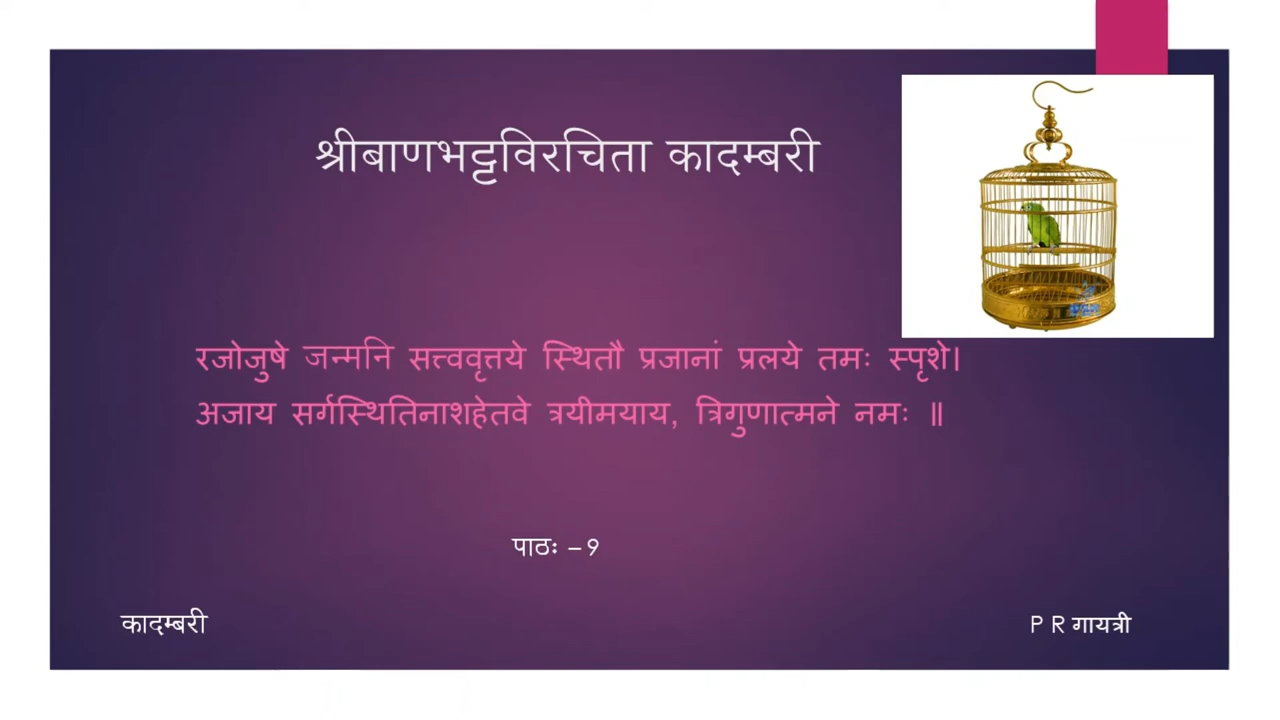 श्रीबाणभट्टविरचिता कादम्बरी
रजोजुषे जन्मनि सत्त्ववृत्तये स्थितौ प्रजानां प्रलये तमः स्पृशे।
अजाय सर्गस्थितिनाशहेतवे त्रयीमयाय, त्रिगुणात्मने नमः ॥
पाठः – 9
कादम्बरी
P R गायत्री